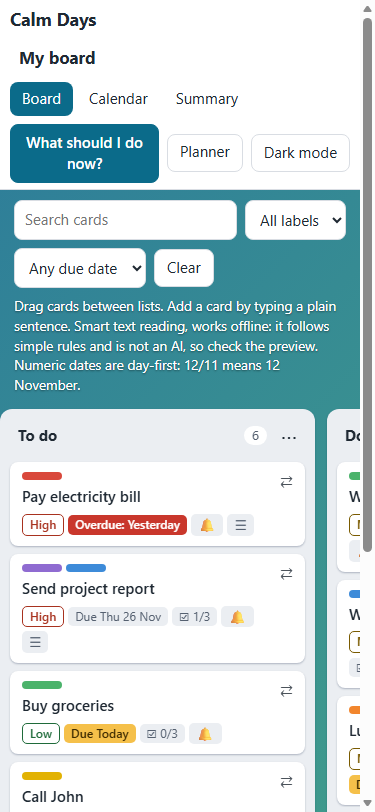 Calm Days
My board
Board Calendar Summary
What should I do now? Planner Dark mode
Search cards All labels
Any due date Clear
Drag cards between lists. Add a card by typing a plain
sentence. Smart text reading, works offline: it follows
simple rules and is not an AI, so check the preview.
Numeric dates are day-first: 12/11 means 12
November.
To do 6 ...
Pay electricity bill
High Overdue: Yesterday
Send project report
High Due Thu 26 Nov 1/3
Buy groceries
Low Due Today 0/3
Call John